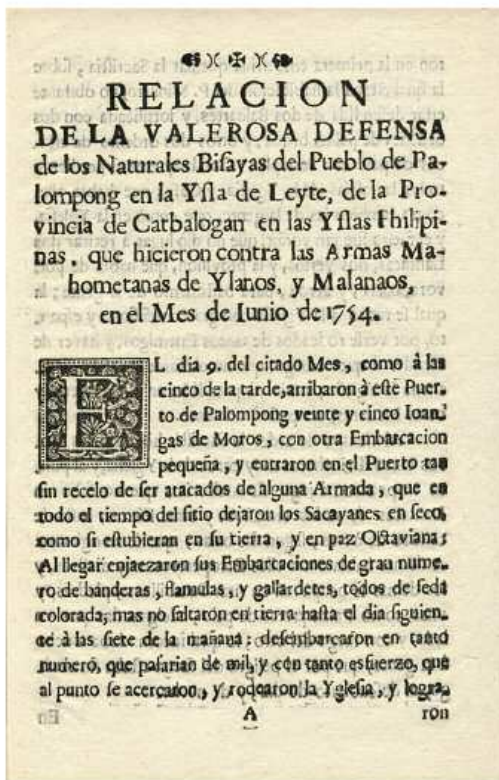 RELACION
DE LA VALEROSA DEFENSA
de los Naturales Bisayas del Pueblo de Pa-
lompong en la Ysla de Leyte, de la Pro-
vincia de Catbalogan en las Yslas Philipi-
nas, que hicieron contra las Armas Ma-
hometanas de Ylanos, y Malanaos,
en el Mes de Iunio de 1754.
EL dia 9. del citado Mes, como à las
cinco de la tarde, arribaron à este Puer-
to de Palompong veinte y cinco Ioan-
gas de Moros, con otra Embarcacion
pequeña, y entraron en el Puerto tan
sin recelo de ser atacados de alguna Armada, que en
todo el tiempo del sitio dejaron los Sacayanes en seco,
como si estubieran en su tierra, y en paz Octaviana:
Al llegar enjaezaron sus Embarcaciones de gran nume-
ro de banderas, flamulas, y gallardetes, todos de seda
colorada, mas no saltaron en tierra hasta el dia siguien-
te à las siete de la mañana: desembarcaron en tanto
numero, que pasarian de mil, y con tanto esfuerzo, que
al punto se acercaron, y rodearon la Yglesia, y logra-
A ron